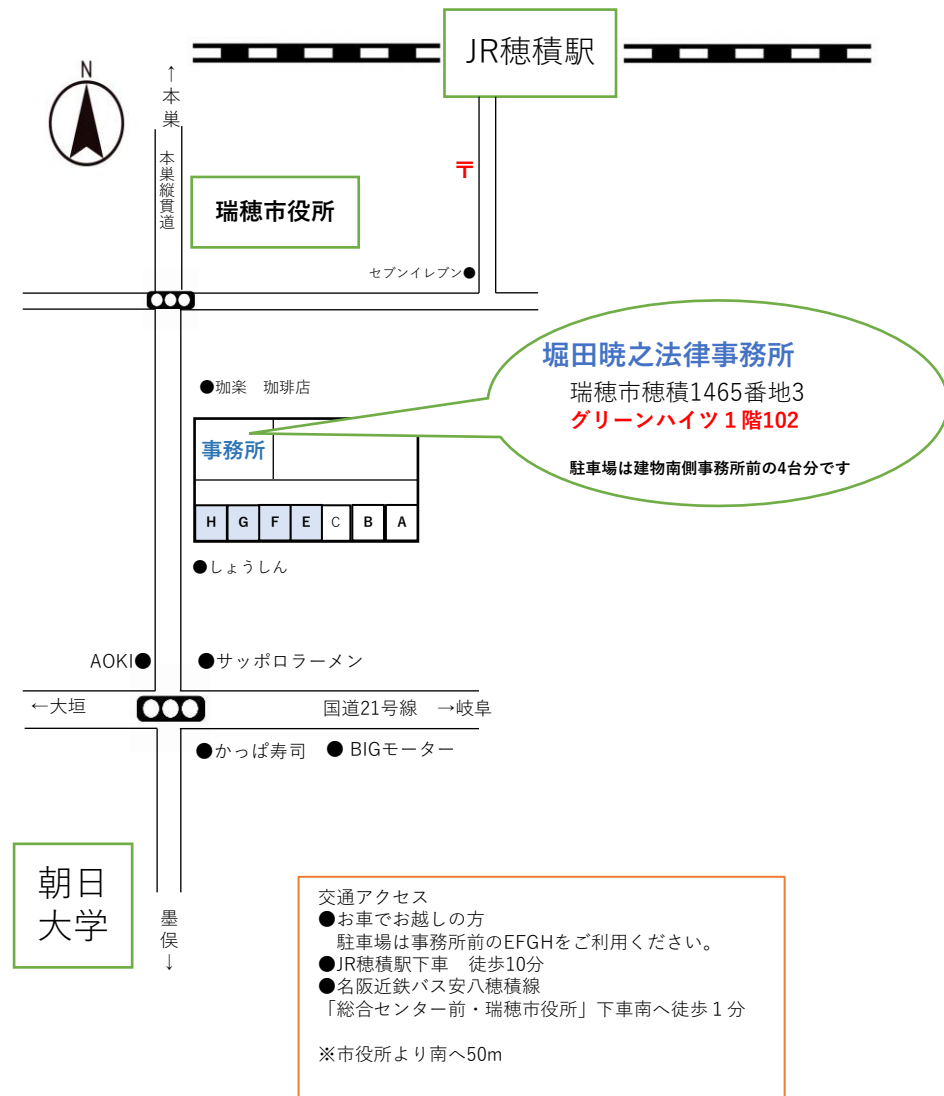 JR穂積駅
N
↑本巣
本巣縦貫道
〒
瑞穂市役所
セブンイレブン●
堀田暁之法律事務所
瑞穂市穂積1465番地3
グリーンハイツ１階102
駐車場は建物南側事務所前の4台分です
●珈楽　珈琲店
事務所
H G F E C B A
●しょうしん
AOKI● ●サッポロラーメン
←大垣 国道21号線　→岐阜
●かっぱ寿司 ● BIGモーター
朝日
大学
墨俣↓
交通アクセス
●お車でお越しの方
駐車場は事務所前のEFGHをご利用ください。
●JR穂積駅下車　徒歩10分
●名阪近鉄バス安八穂積線
「総合センター前・瑞穂市役所」下車南へ徒歩１分
※市役所より南へ50m